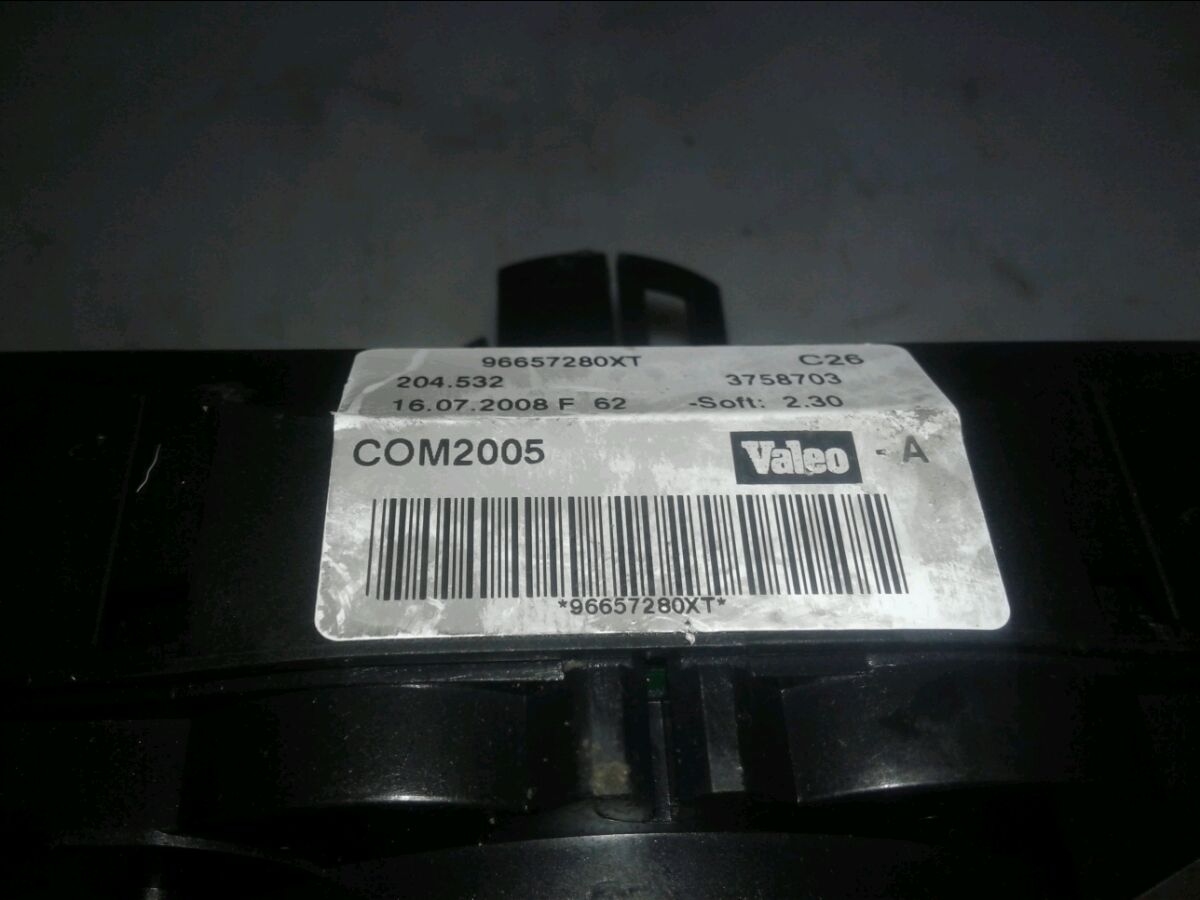 96657280XT C26
204.532 3758703
16.07.2008 F 62 -Soft: 2.30
COM2005 Valeo - A
*96657280XT*